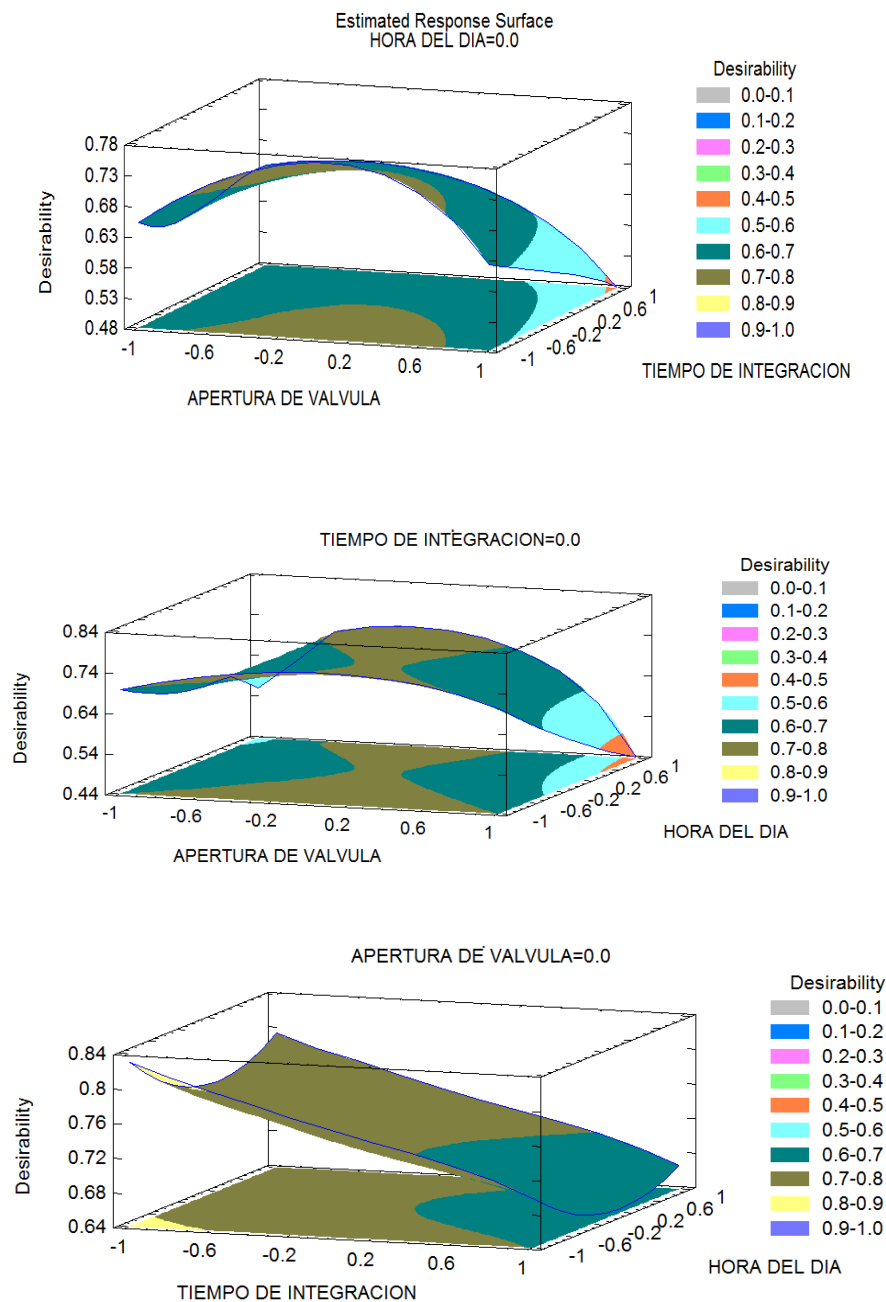 Estimated Response Surface
HORA DEL DIA=0.0
Desirability
0.0-0.1
0.1-0.2
0.2-0.3
0.3-0.4
0.4-0.5
0.5-0.6
0.6-0.7
0.7-0.8
0.8-0.9
0.9-1.0
Desirability
0.78
0.73
0.68
0.63
0.58
0.53
0.48
-1 -0.6 -0.2 0.2 0.6 1
APERTURA DE VALVULA
-1 -0.6 -0.2 0.2 0.6 1
TIEMPO DE INTEGRACION
TIEMPO DE INTEGRACION=0.0
Desirability
0.0-0.1
0.1-0.2
0.2-0.3
0.3-0.4
0.4-0.5
0.5-0.6
0.6-0.7
0.7-0.8
0.8-0.9
0.9-1.0
Desirability
0.84
0.74
0.64
0.54
0.44
-1 -0.6 -0.2 0.2 0.6 1
APERTURA DE VALVULA
-1 -0.6 -0.2 0.2 0.6 1
HORA DEL DIA
APERTURA DE VALVULA=0.0
Desirability
0.0-0.1
0.1-0.2
0.2-0.3
0.3-0.4
0.4-0.5
0.5-0.6
0.6-0.7
0.7-0.8
0.8-0.9
0.9-1.0
Desirability
0.84
0.8
0.76
0.72
0.68
0.64
-1 -0.6 -0.2 0.2 0.6 1
TIEMPO DE INTEGRACION
-1 -0.6 -0.2 0.2 0.6 1
HORA DEL DIA